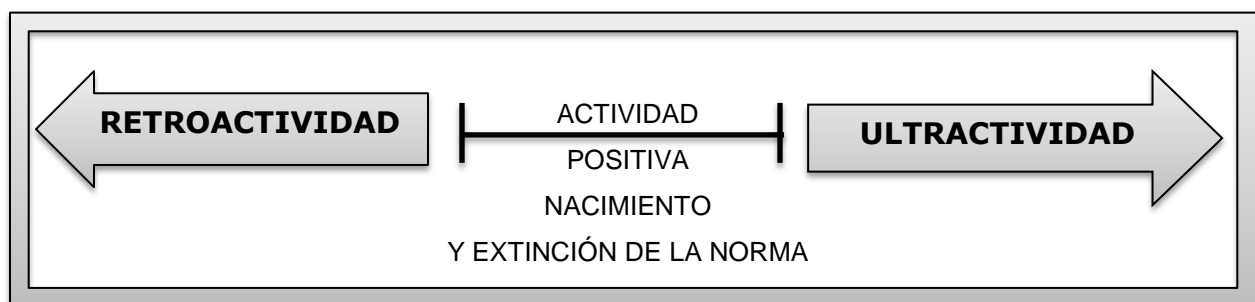 RETROACTIVIDAD
ACTIVIDAD
POSITIVA
NACIMIENTO
Y EXTINCIÓN DE LA NORMA
ULTRACTIVIDAD